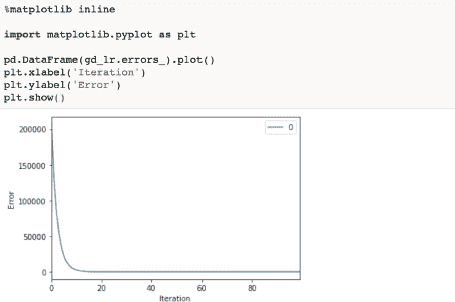 %matplotlib inline
import matplotlib.pyplot as plt
pd.DataFrame(gd_lr.errors_).plot()
plt.xlabel('Iteration')
plt.ylabel('Error')
plt.show()
0
200000
150000
100000
50000
0
Error
0 20 40 60 80
Iteration